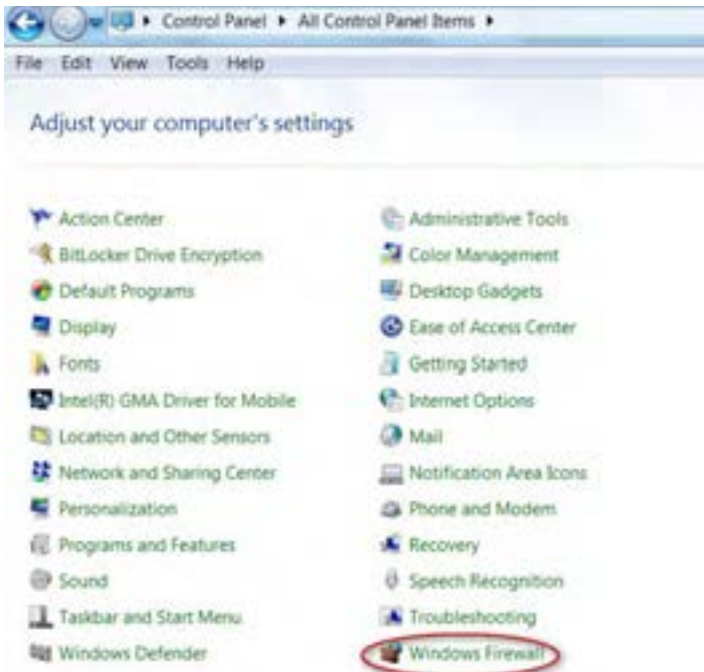 Control Panel ▸ All Control Panel Items ▸
File Edit View Tools Help
Adjust your computer's settings
Action Center
Administrative Tools
BitLocker Drive Encryption
Color Management
Default Programs
Desktop Gadgets
Display
Ease of Access Center
Fonts
Getting Started
Intel(R) GMA Driver for Mobile
Internet Options
Location and Other Sensors
Mail
Network and Sharing Center
Notification Area Icons
Personalization
Phone and Modem
Programs and Features
Recovery
Sound
Speech Recognition
Taskbar and Start Menu
Troubleshooting
Windows Defender
Windows Firewall